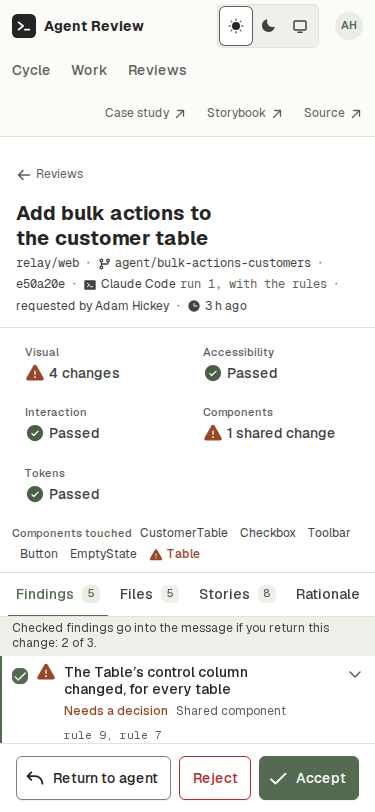 Agent Review
AH
Cycle Work Reviews
Case study Storybook Source
Reviews
Add bulk actions to
the customer table
relay/web · agent/bulk-actions-customers ·
e50a20e · Claude Code run 1, with the rules ·
requested by Adam Hickey · 3 h ago
Visual Accessibility
4 changes Passed
Interaction Components
Passed 1 shared change
Tokens
Passed
Components touched CustomerTable Checkbox Toolbar
Button EmptyState Table
Findings 5 Files 5 Stories 8 Rationale
Checked findings go into the message if you return this
change: 2 of 3.
The Table's control column
changed, for every table
Needs a decision Shared component
rule 9, rule 7
Return to agent Reject Accept